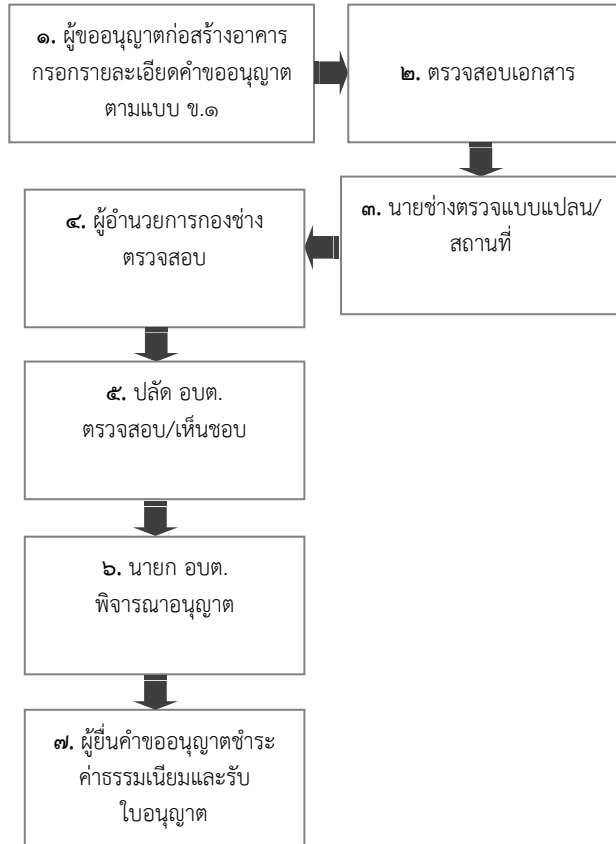 ๑. ผู้ขออนุญาตก่อสร้างอาคาร
กรอกรายละเอียดคำขออนุญาต
ตามแบบ ข.๑
๒. ตรวจสอบเอกสาร
๓. นายช่างตรวจแบบแปลน/
สถานที่
๔. ผู้อำนวยการกองช่าง
ตรวจสอบ
๕. ปลัด อบต.
ตรวจสอบ/เห็นชอบ
๖. นายก อบต.
พิจารณาอนุญาต
๗. ผู้ยื่นคำขออนุญาตชำระ
ค่าธรรมเนียมและรับ
ใบอนุญาต